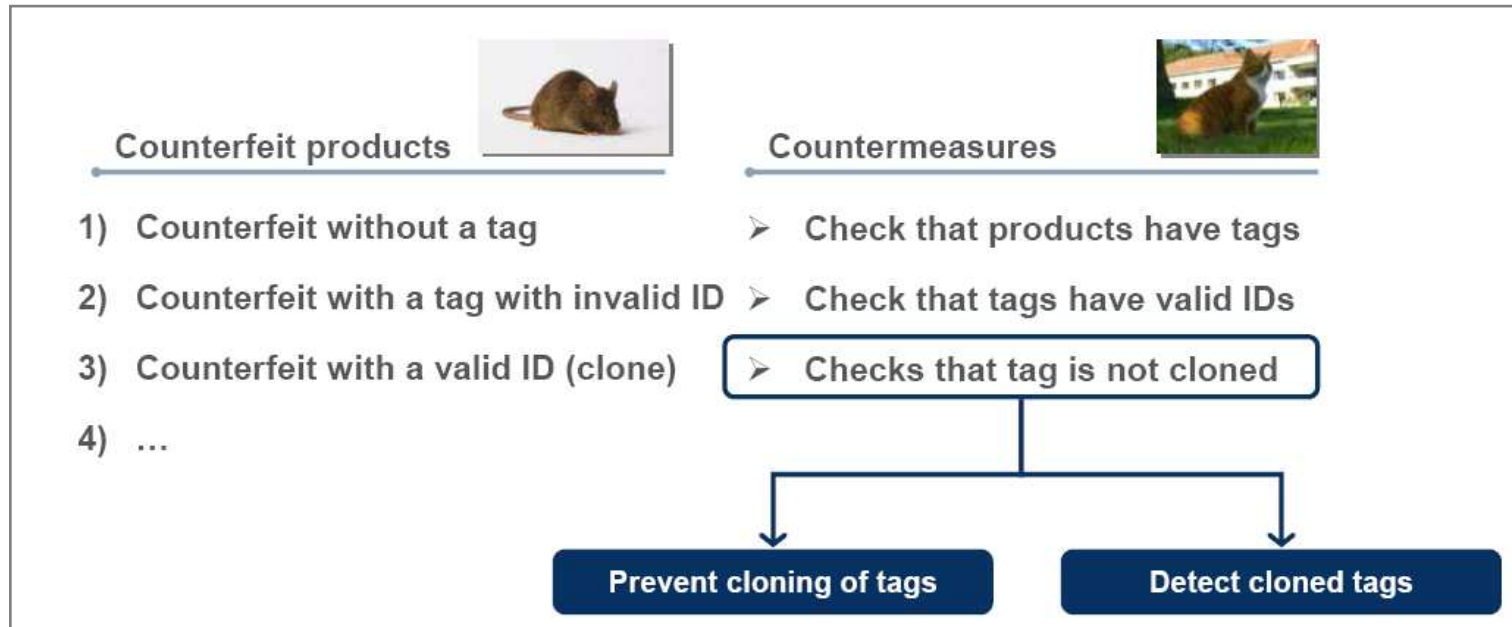 Counterfeit products
Countermeasures
1) Counterfeit without a tag
➢ Check that products have tags
2) Counterfeit with a tag with invalid ID
➢ Check that tags have valid IDs
3) Counterfeit with a valid ID (clone)
➢ Checks that tag is not cloned
4) …
Prevent cloning of tags
Detect cloned tags